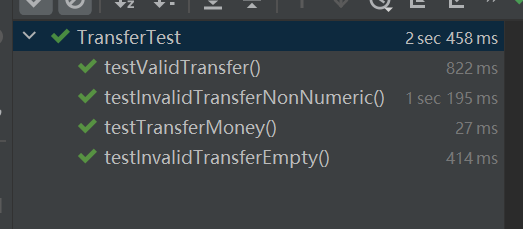 TransferTest 2 sec 458 ms
testValidTransfer() 822 ms
testInvalidTransferNonNumeric() 1 sec 195 ms
testTransferMoney() 27 ms
testInvalidTransferEmpty() 414 ms